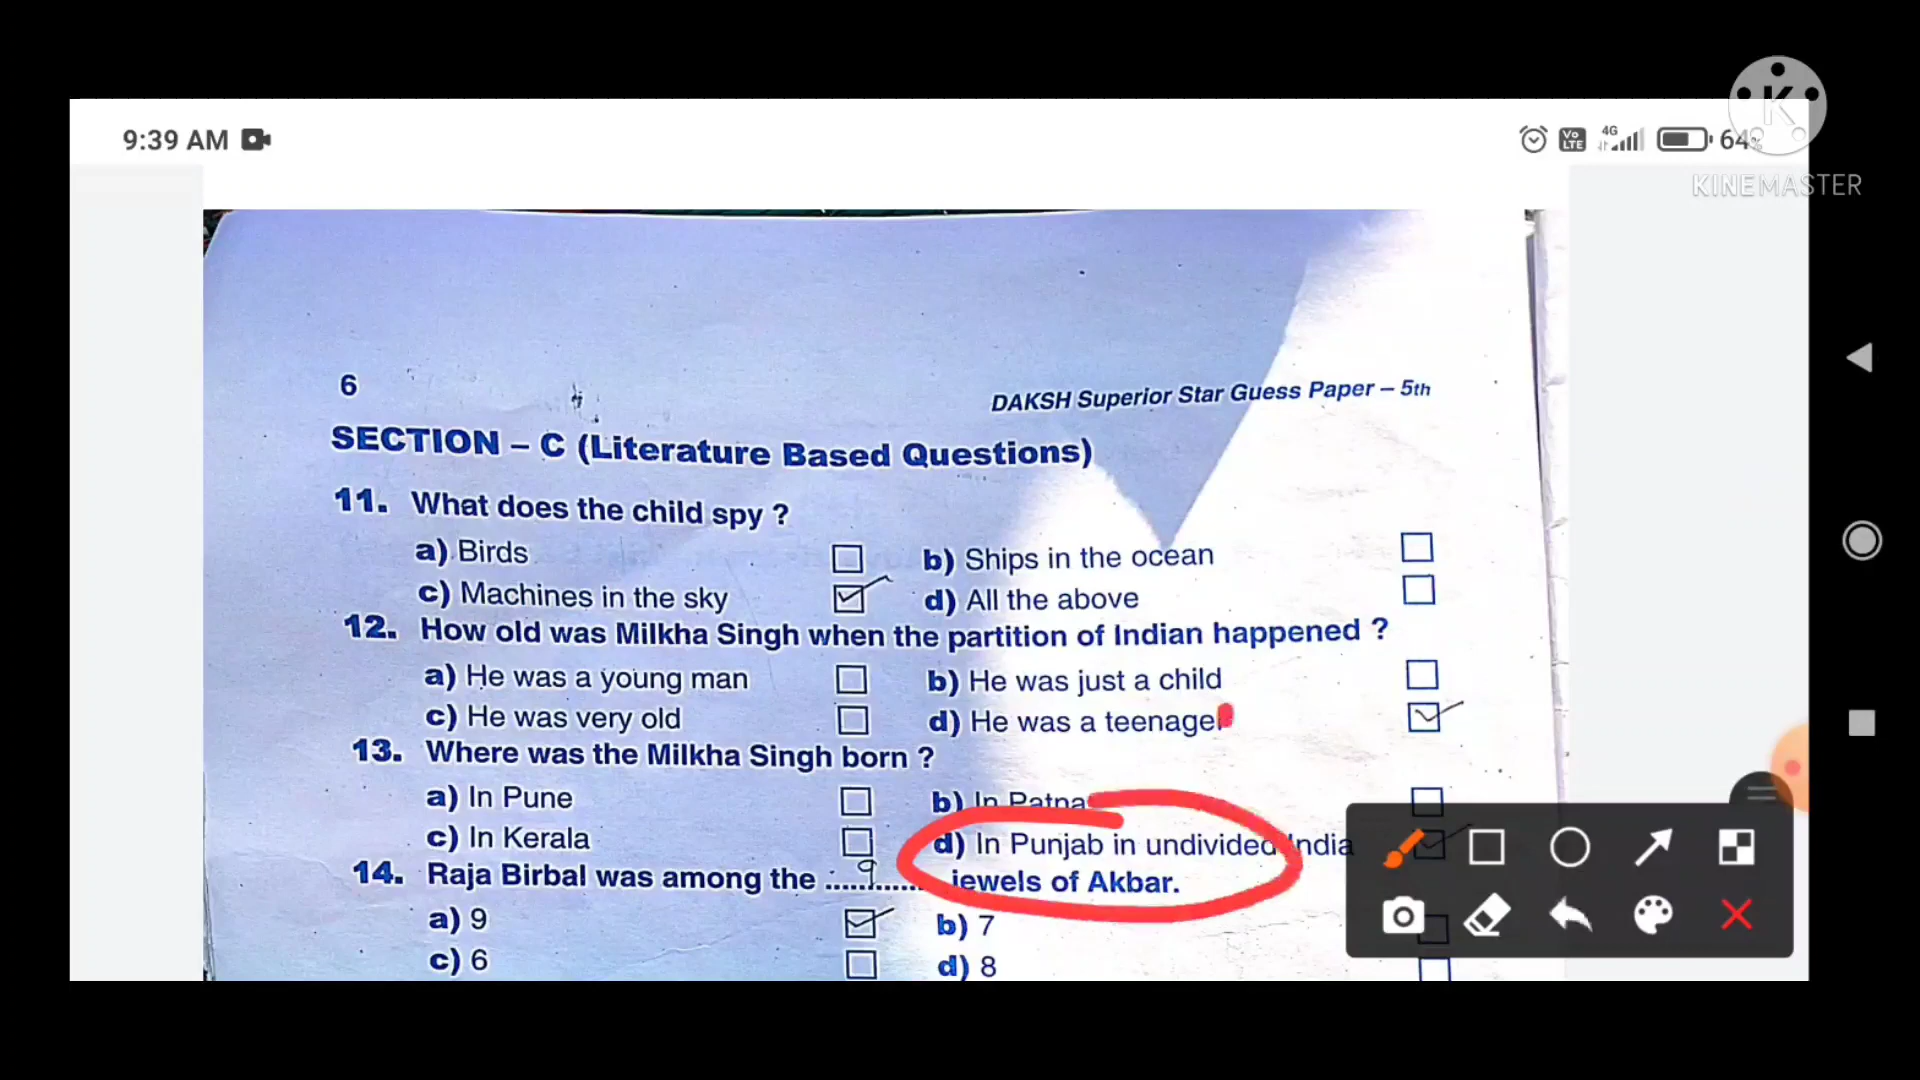 9:39 AM
Vo LTE 4G 64%
KINEMASTER
6
DAKSH Superior Star Guess Paper – 5th
SECTION – C (Literature Based Questions)
11. What does the child spy ?
a) Birds b) Ships in the ocean
c) Machines in the sky d) All the above
12. How old was Milkha Singh when the partition of Indian happened ?
a) He was a young man b) He was just a child
c) He was very old d) He was a teenager
13. Where was the Milkha Singh born ?
a) In Pune b) In Patna
c) In Kerala d) In Punjab in undivided India
14. Raja Birbal was among the ....9.... jewels of Akbar.
a) 9 b) 7
c) 6 d) 8